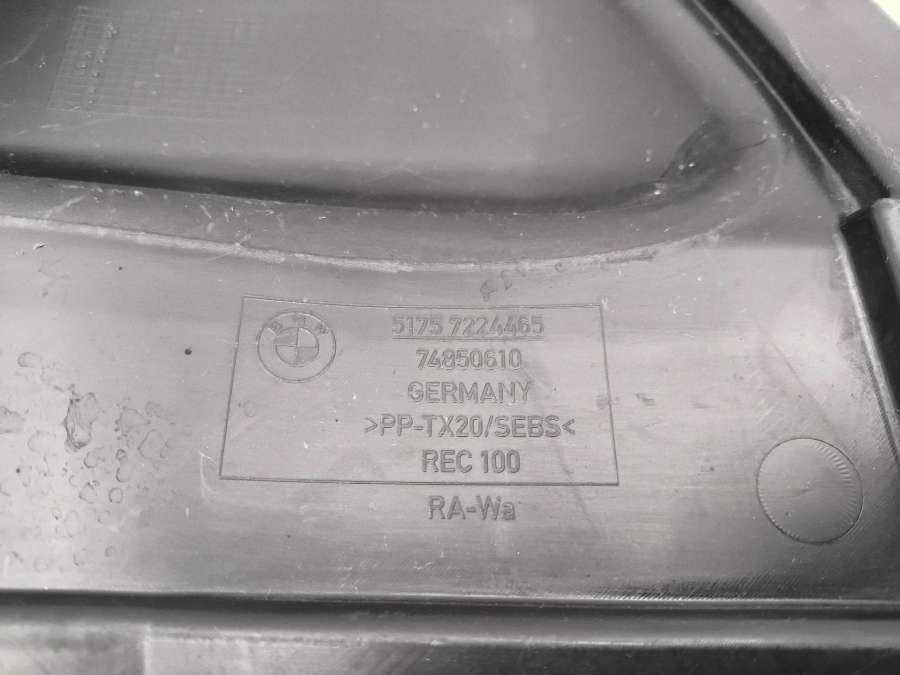 BMW
5175 7224465
74850610
GERMANY
>PP-TX20/SEBS<
REC 100
RA-Wa